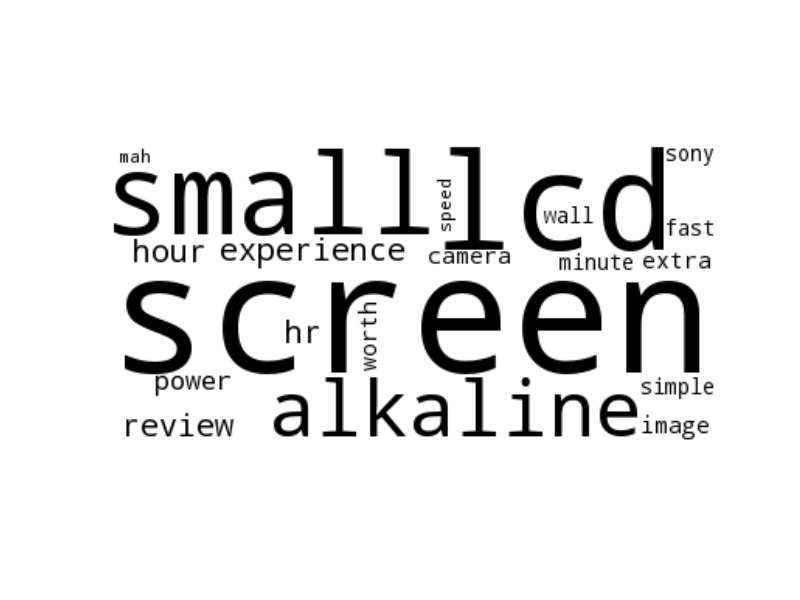 mah
small
lcd
sony
speed
wall
fast
hour
experience
camera
minute
extra
screen
hr
worth
power
alkaline
simple
review
image